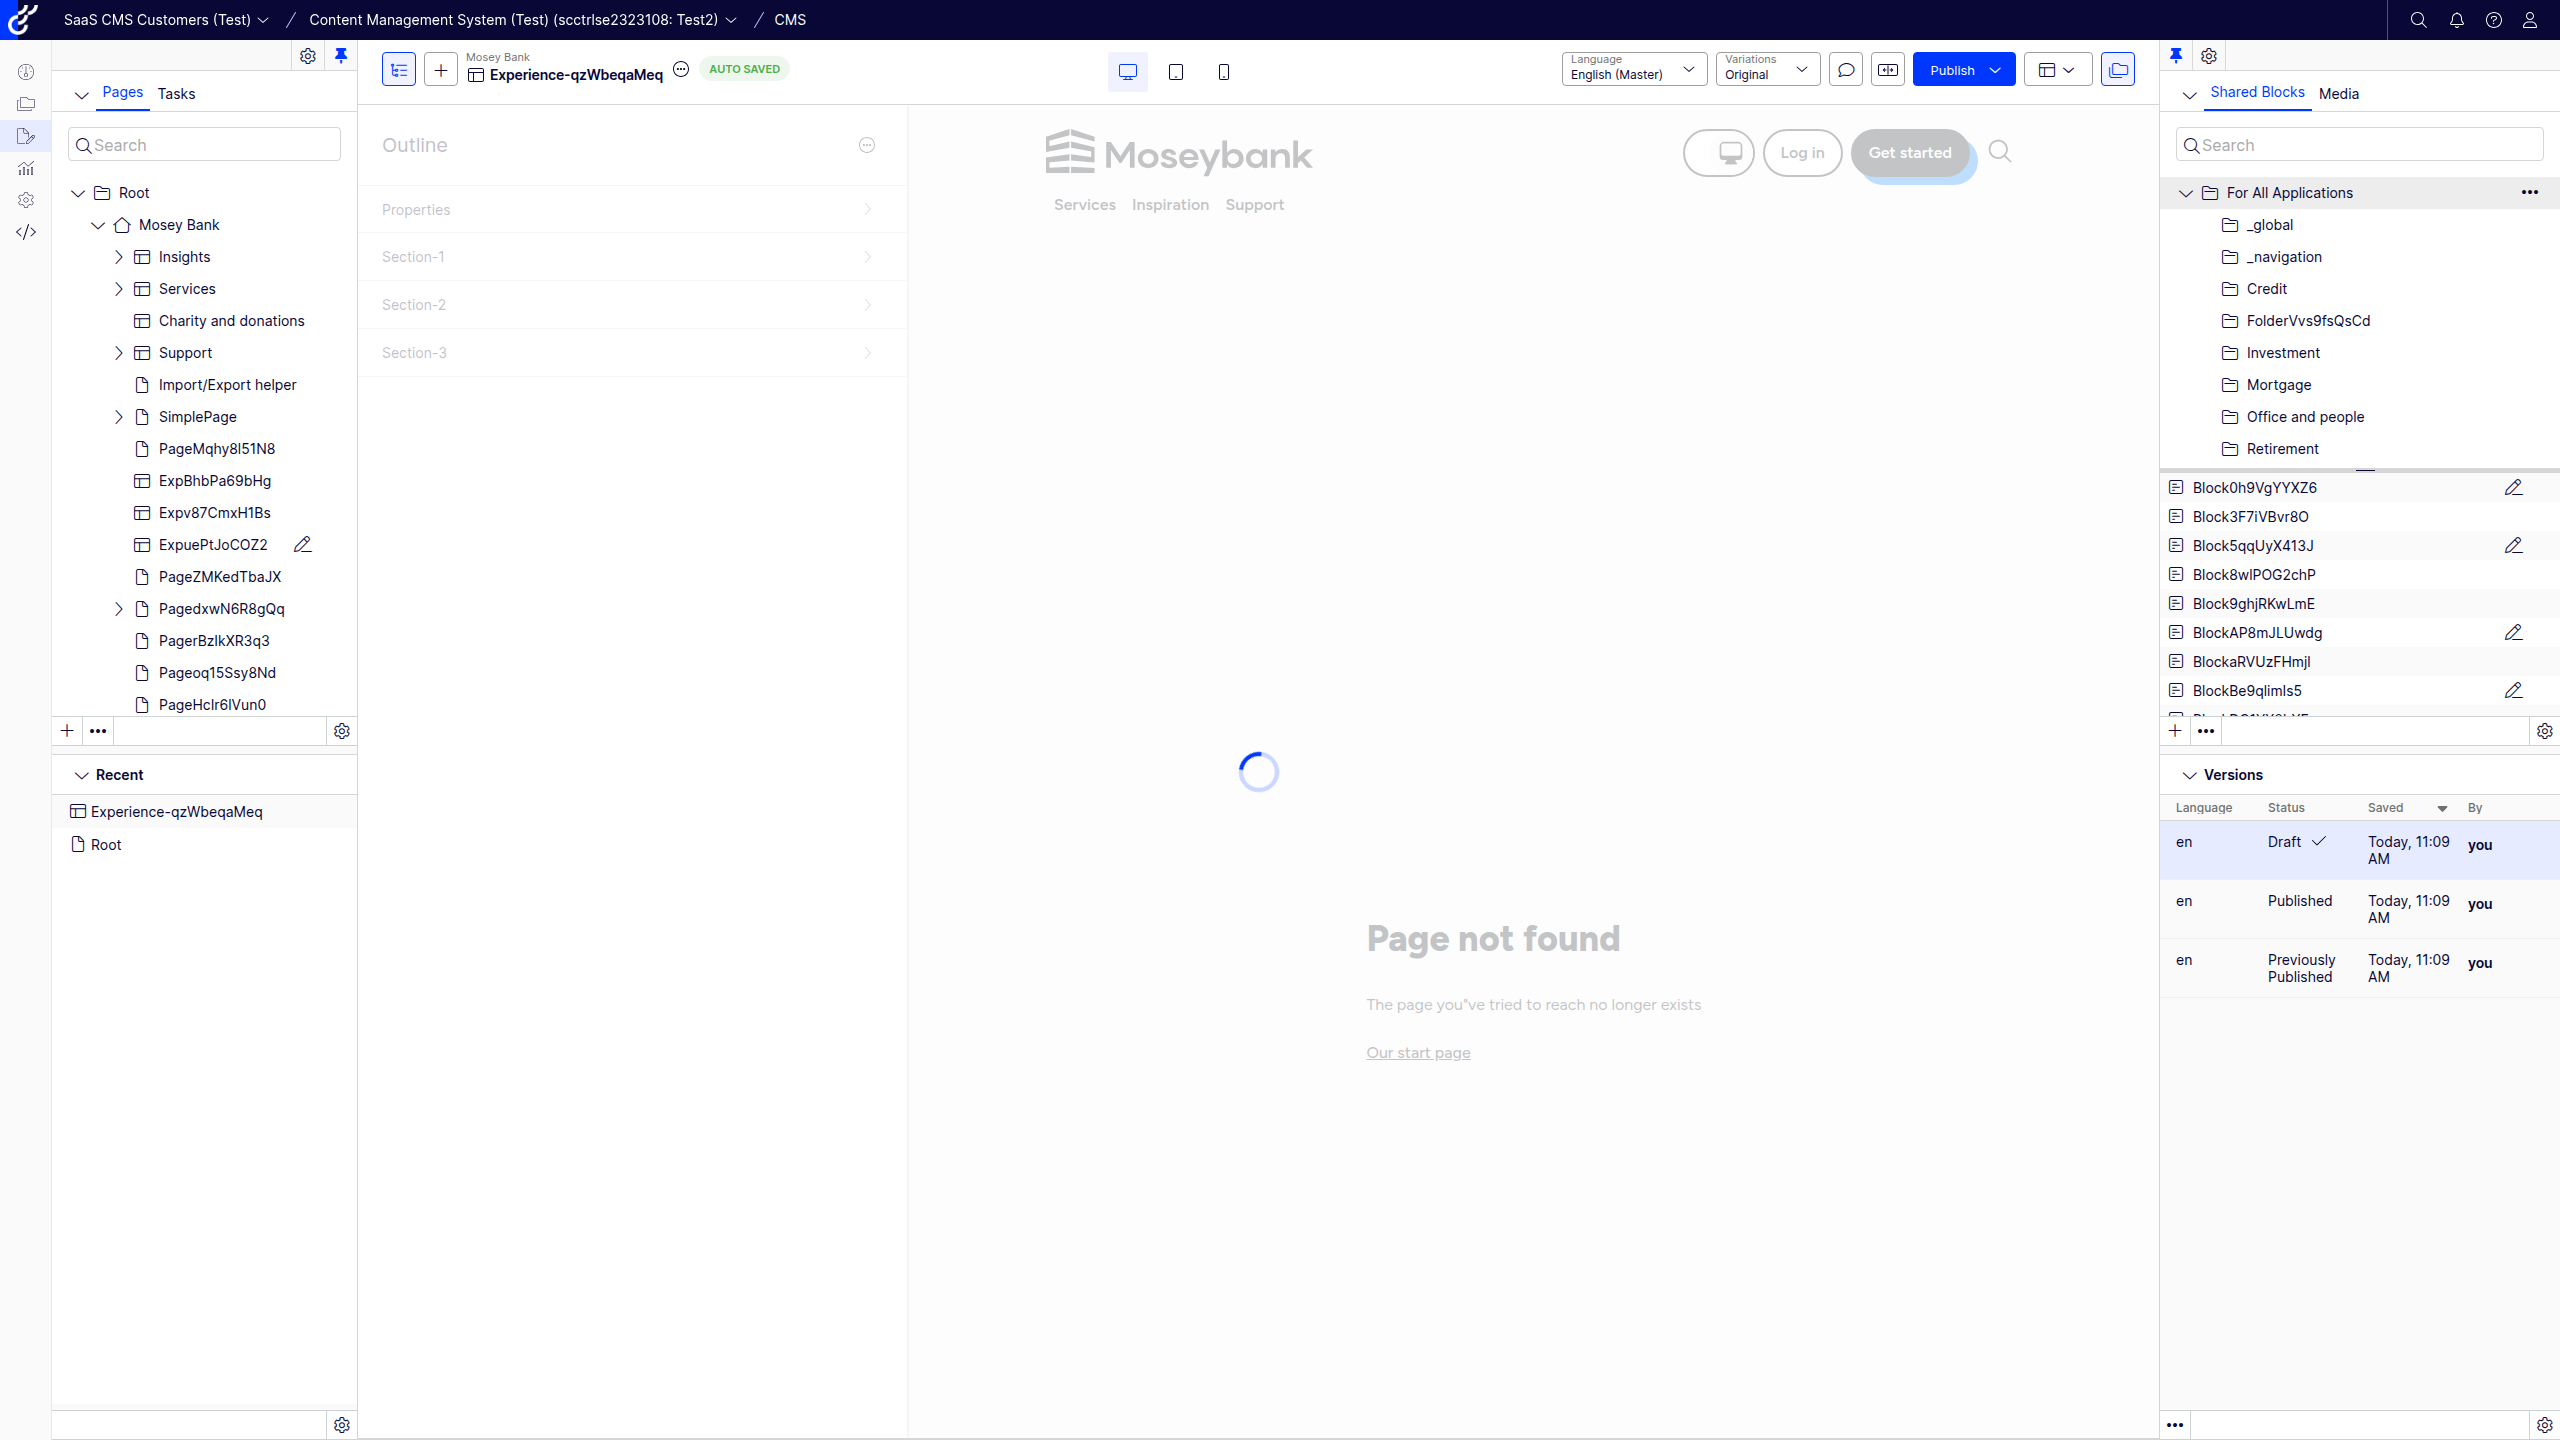 SaaS CMS Customers (Test) / Content Management System (Test) (scctrlse2323108: Test2) / CMS
Pages Tasks
Search
Root
Mosey Bank
Insights
Services
Charity and donations
Support
Import/Export helper
SimplePage
PageMqhy8I51N8
ExpBhbPa69bHg
Expv87CmxH1Bs
ExpuePtJoCOZ2
PageZMKedTbaJX
PagedxwN6R8gQq
PagerBzlkXR3q3
Pageoq15Ssy8Nd
PageHclr6lVun0
Recent
Experience-qzWbeqaMeq
Root
Mosey Bank
Experience-qzWbeqaMeq
AUTO SAVED
Language
English (Master)
Variations
Original
Publish
Outline
Properties
Section-1
Section-2
Section-3
Moseybank
Log in
Get started
Services Inspiration Support
Page not found
The page you"ve tried to reach no longer exists
Our start page
Shared Blocks Media
Search
For All Applications
_global
_navigation
Credit
FolderVvs9fsQsCd
Investment
Mortgage
Office and people
Retirement
Block0h9VgYYXZ6
Block3F7iVBvr8O
Block5qqUyX413J
Block8wlPOG2chP
Block9ghjRKwLmE
BlockAP8mJLUwdg
BlockaRVUzFHmjl
BlockBe9qlimls5
Versions
Language Status Saved By
en Draft Today, 11:09 AM you
en Published Today, 11:09 AM you
en Previously Published Today, 11:09 AM you